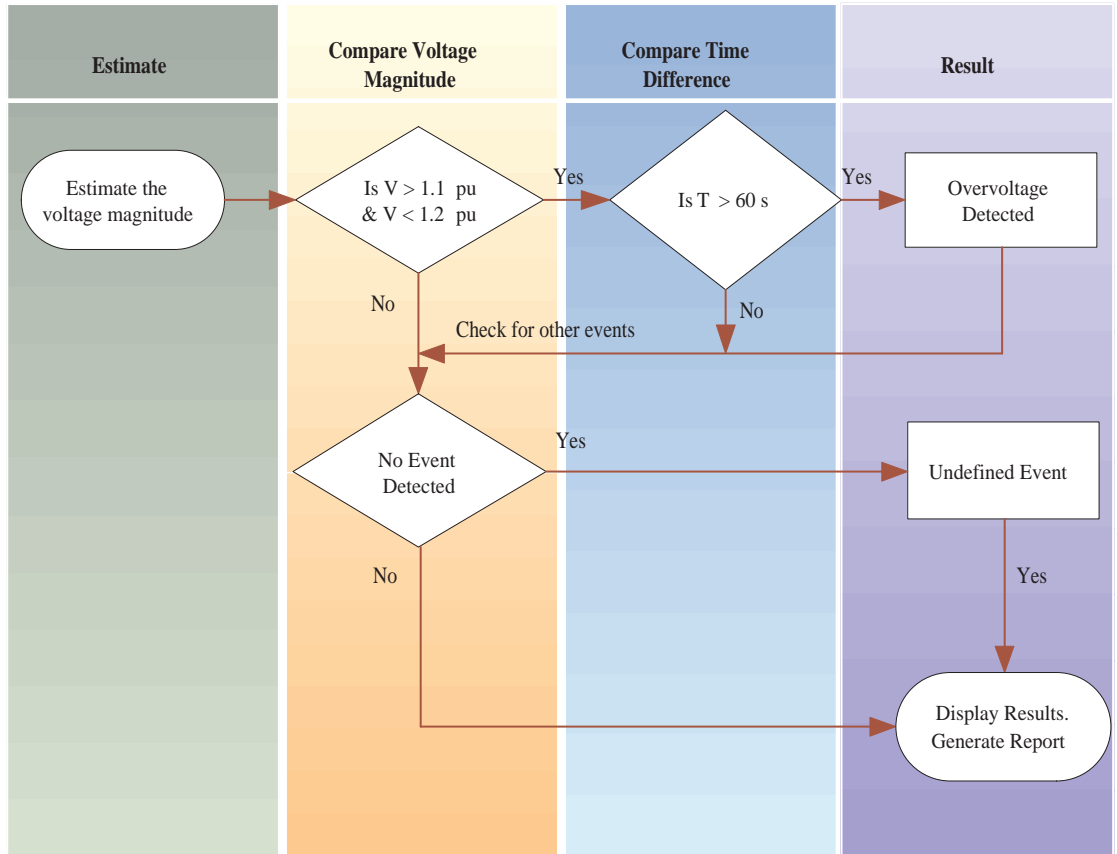 Estimate
Compare Voltage
Magnitude
Compare Time
Difference
Result
Estimate the
voltage magnitude
Is V > 1.1 pu
& V < 1.2 pu
Yes
Is T > 60 s
Yes
Overvoltage
Detected
No
No
Check for other events
No Event
Detected
Yes
Undefined Event
No
Yes
Display Results.
Generate Report